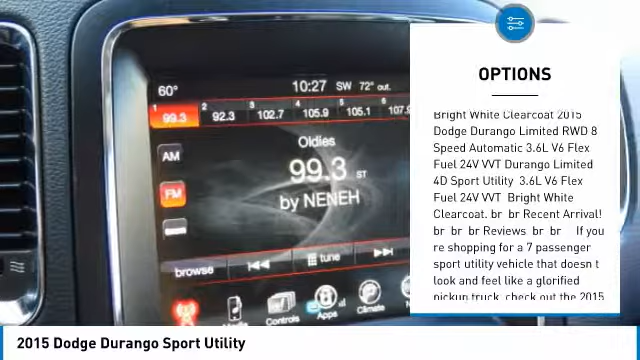 60°
10:27 SW 72° out.
1 99.3 2 92.3 3 102.7 4 105.9 5 105.1 6 107.9
Oldies
AM
99.3 ST
FM
by NENEH
browse
tune
Controls
Apps
Climate
OPTIONS
Bright White Clearcoat 2015
Dodge Durango Limited RWD 8
Speed Automatic 3.6L V6 Flex
Fuel 24V VVT Durango Limited
4D Sport Utility 3.6L V6 Flex
Fuel 24V VVT Bright White
Clearcoat. br br Recent Arrival!
br br br Reviews br br If you
re shopping for a 7 passenger
sport utility vehicle that doesn t
look and feel like a glorified
pickup truck, check out the 2015
2015 Dodge Durango Sport Utility